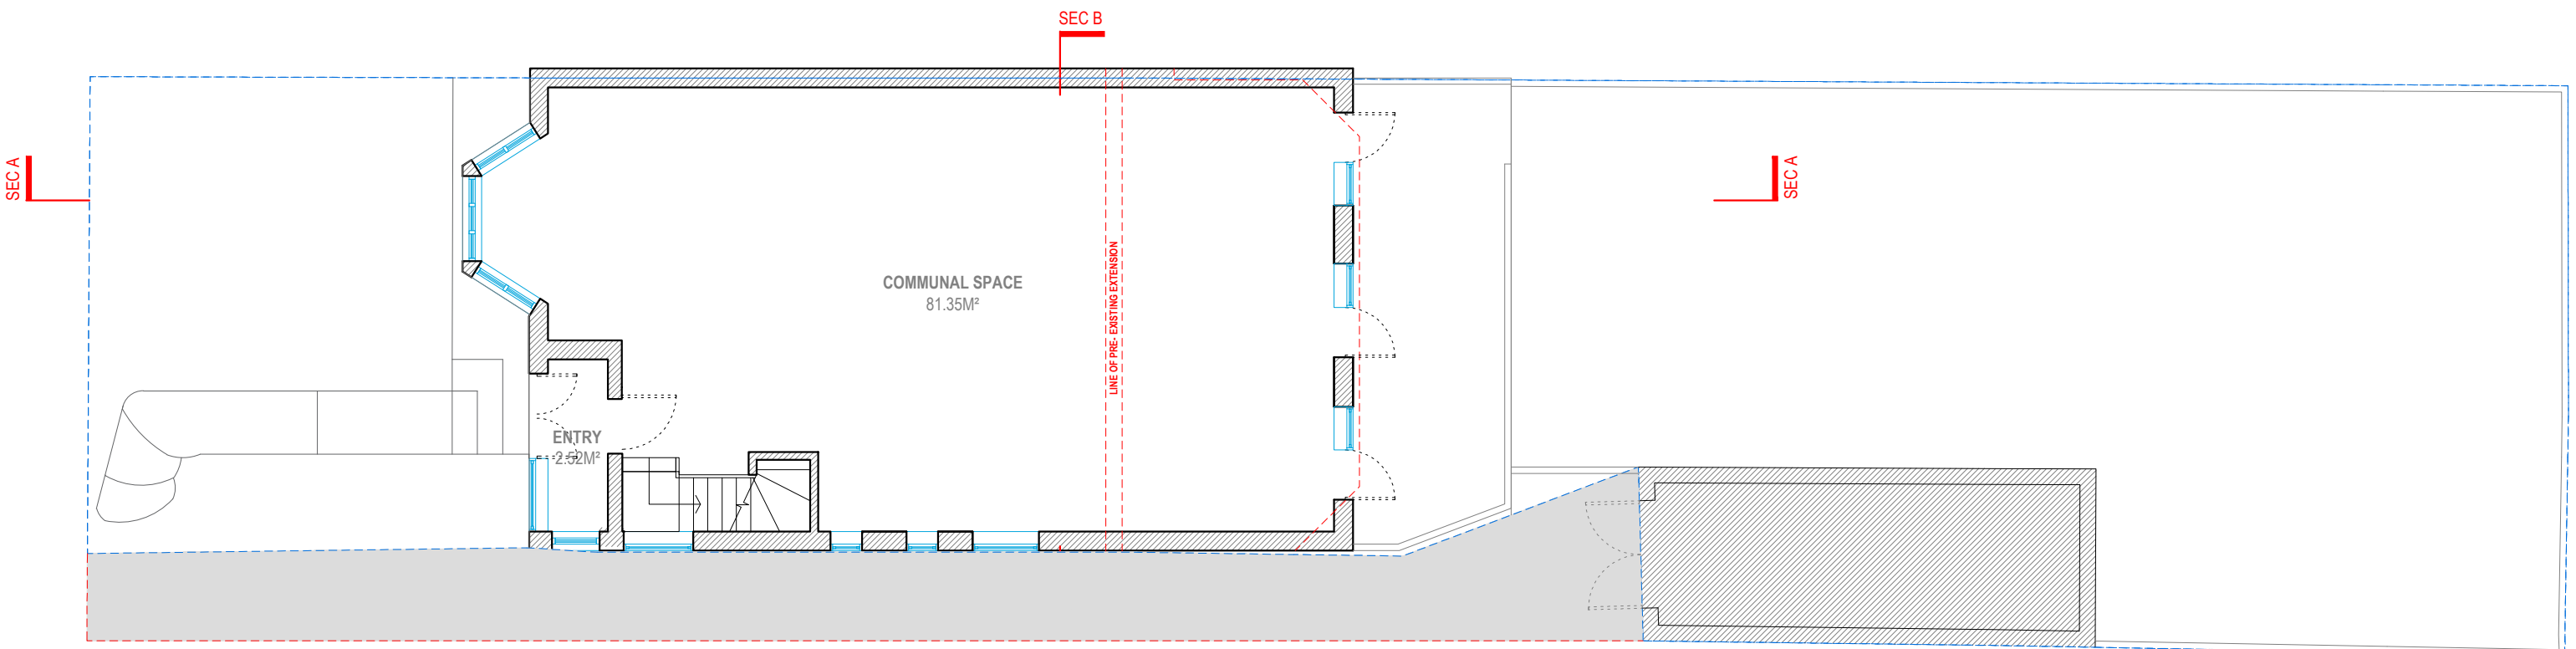 SEC B
SEC A
SEC A
COMMUNAL SPACE
81.35M²
LINE OF PRE- EXISTING EXTENSION
ENTRY
2.52M²